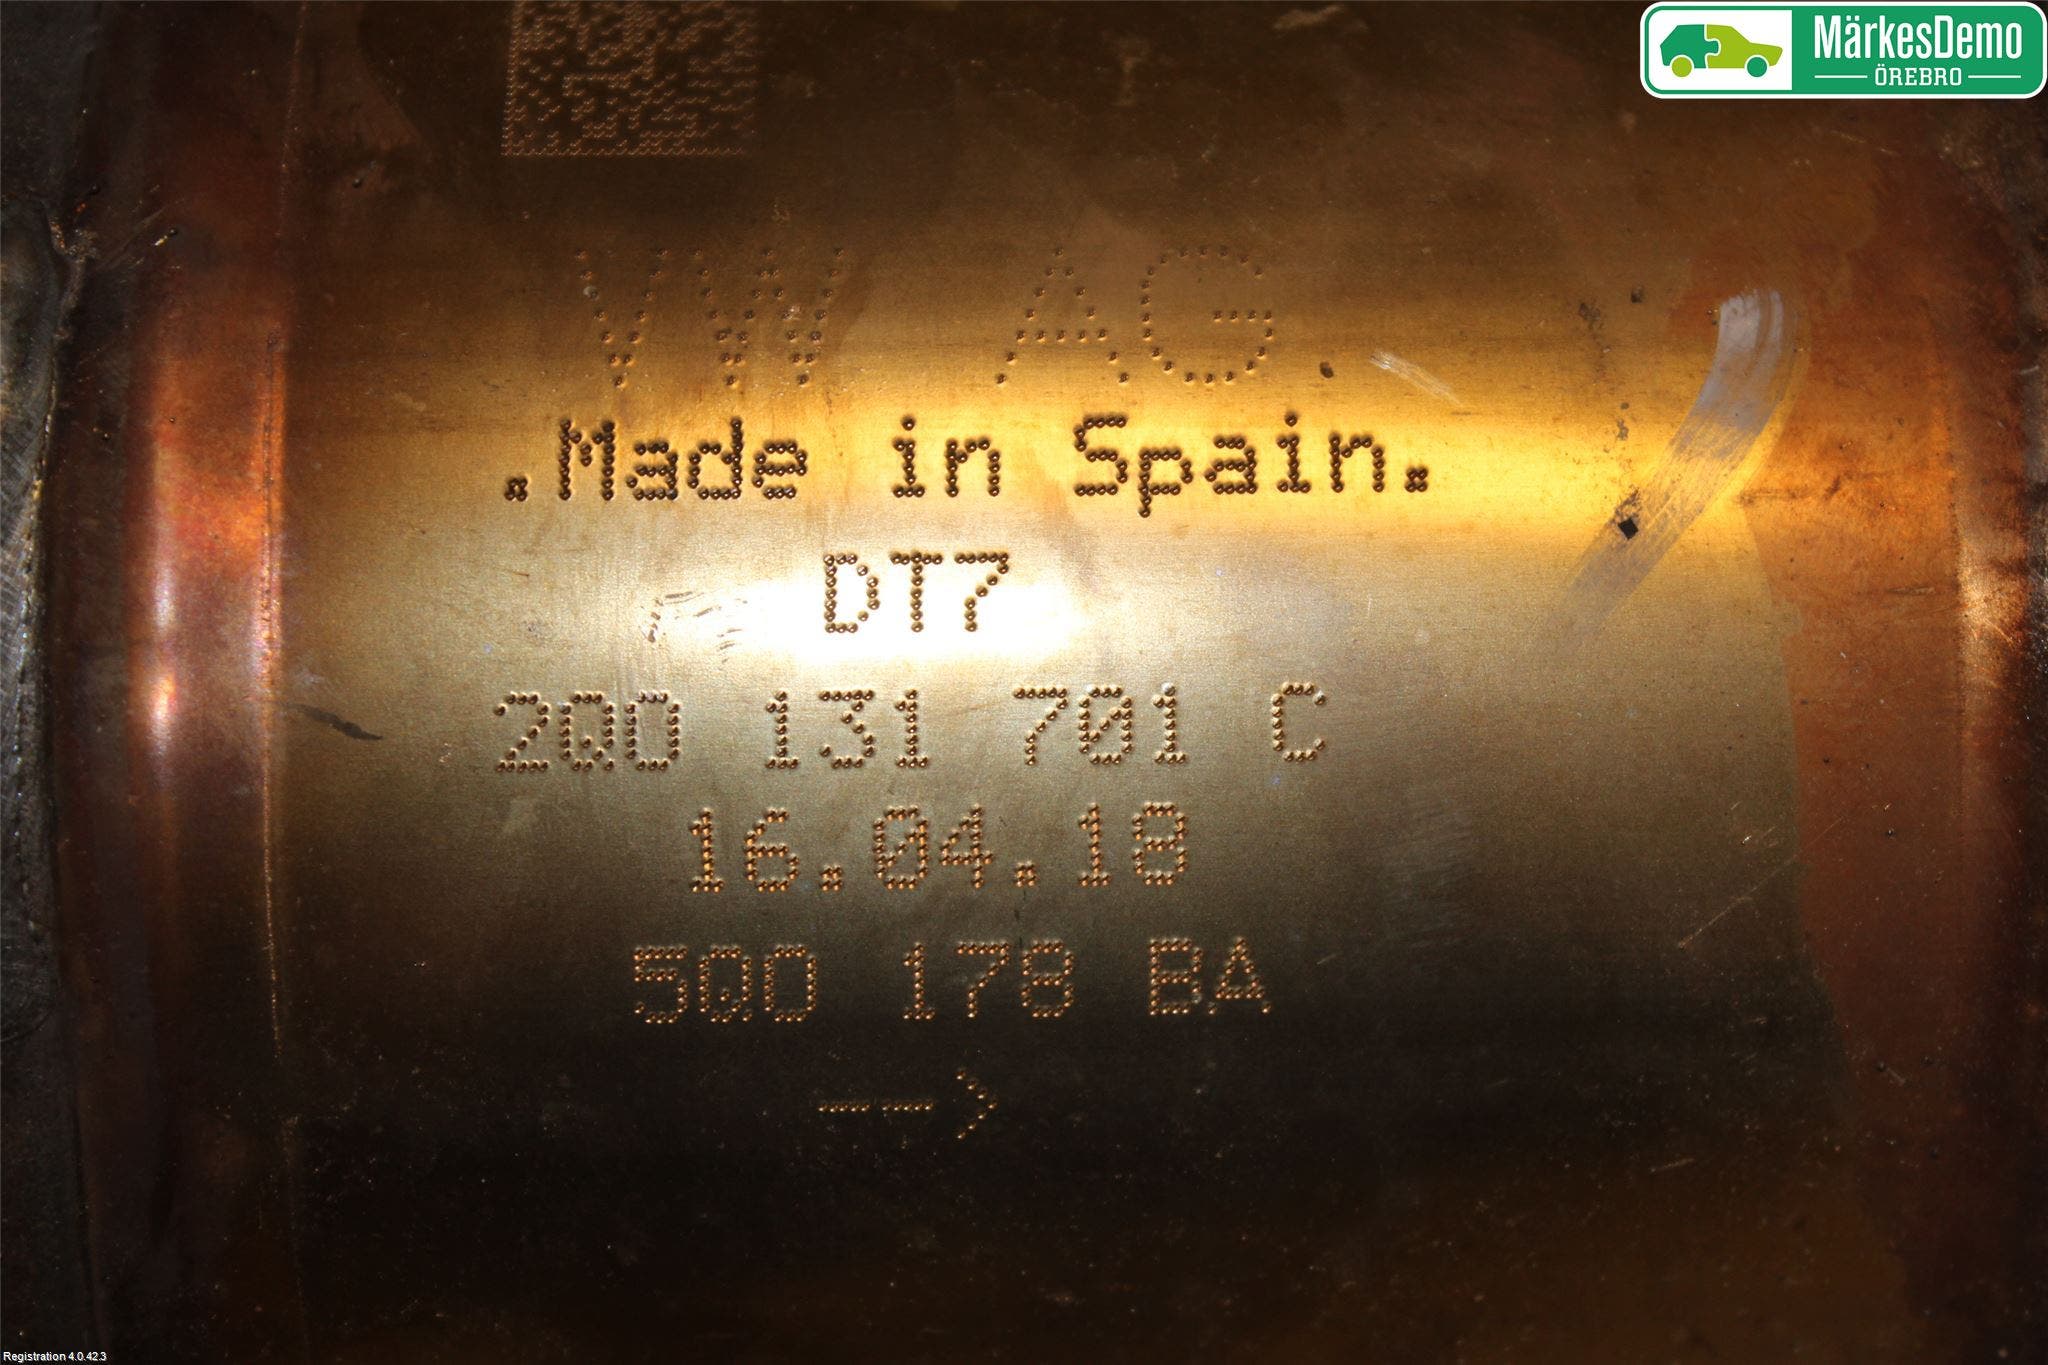 MärkesDemo
ÖREBRO
VW AG
.Made in Spain.
DT7
2Q0 131 701 C
16.04.18
5Q0 178 BA
-->
Registration 4.0.42.3